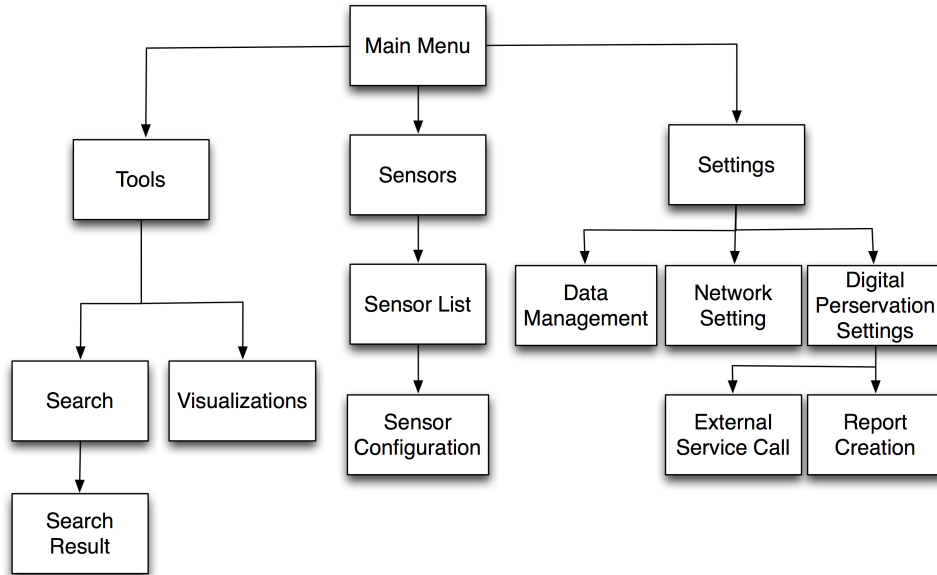 Main Menu
Tools
Sensors
Settings
Sensor List
Data
Management
Network
Setting
Digital
Perservation
Settings
Search
Visualizations
Sensor
Configuration
External
Service Call
Report
Creation
Search
Result